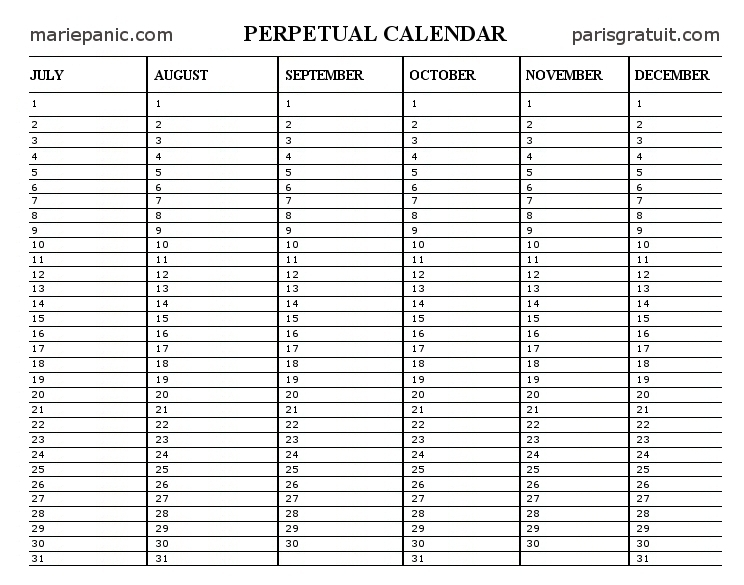 mariepanic.com PERPETUAL CALENDAR parisgratuit.com
JULY AUGUST SEPTEMBER OCTOBER NOVEMBER DECEMBER
1 1 1 1 1 1
2 2 2 2 2 2
3 3 3 3 3 3
4 4 4 4 4 4
5 5 5 5 5 5
6 6 6 6 6 6
7 7 7 7 7 7
8 8 8 8 8 8
9 9 9 9 9 9
10 10 10 10 10 10
11 11 11 11 11 11
12 12 12 12 12 12
13 13 13 13 13 13
14 14 14 14 14 14
15 15 15 15 15 15
16 16 16 16 16 16
17 17 17 17 17 17
18 18 18 18 18 18
19 19 19 19 19 19
20 20 20 20 20 20
21 21 21 21 21 21
22 22 22 22 22 22
23 23 23 23 23 23
24 24 24 24 24 24
25 25 25 25 25 25
26 26 26 26 26 26
27 27 27 27 27 27
28 28 28 28 28 28
29 29 29 29 29 29
30 30 30 30 30 30
31 31 31 31